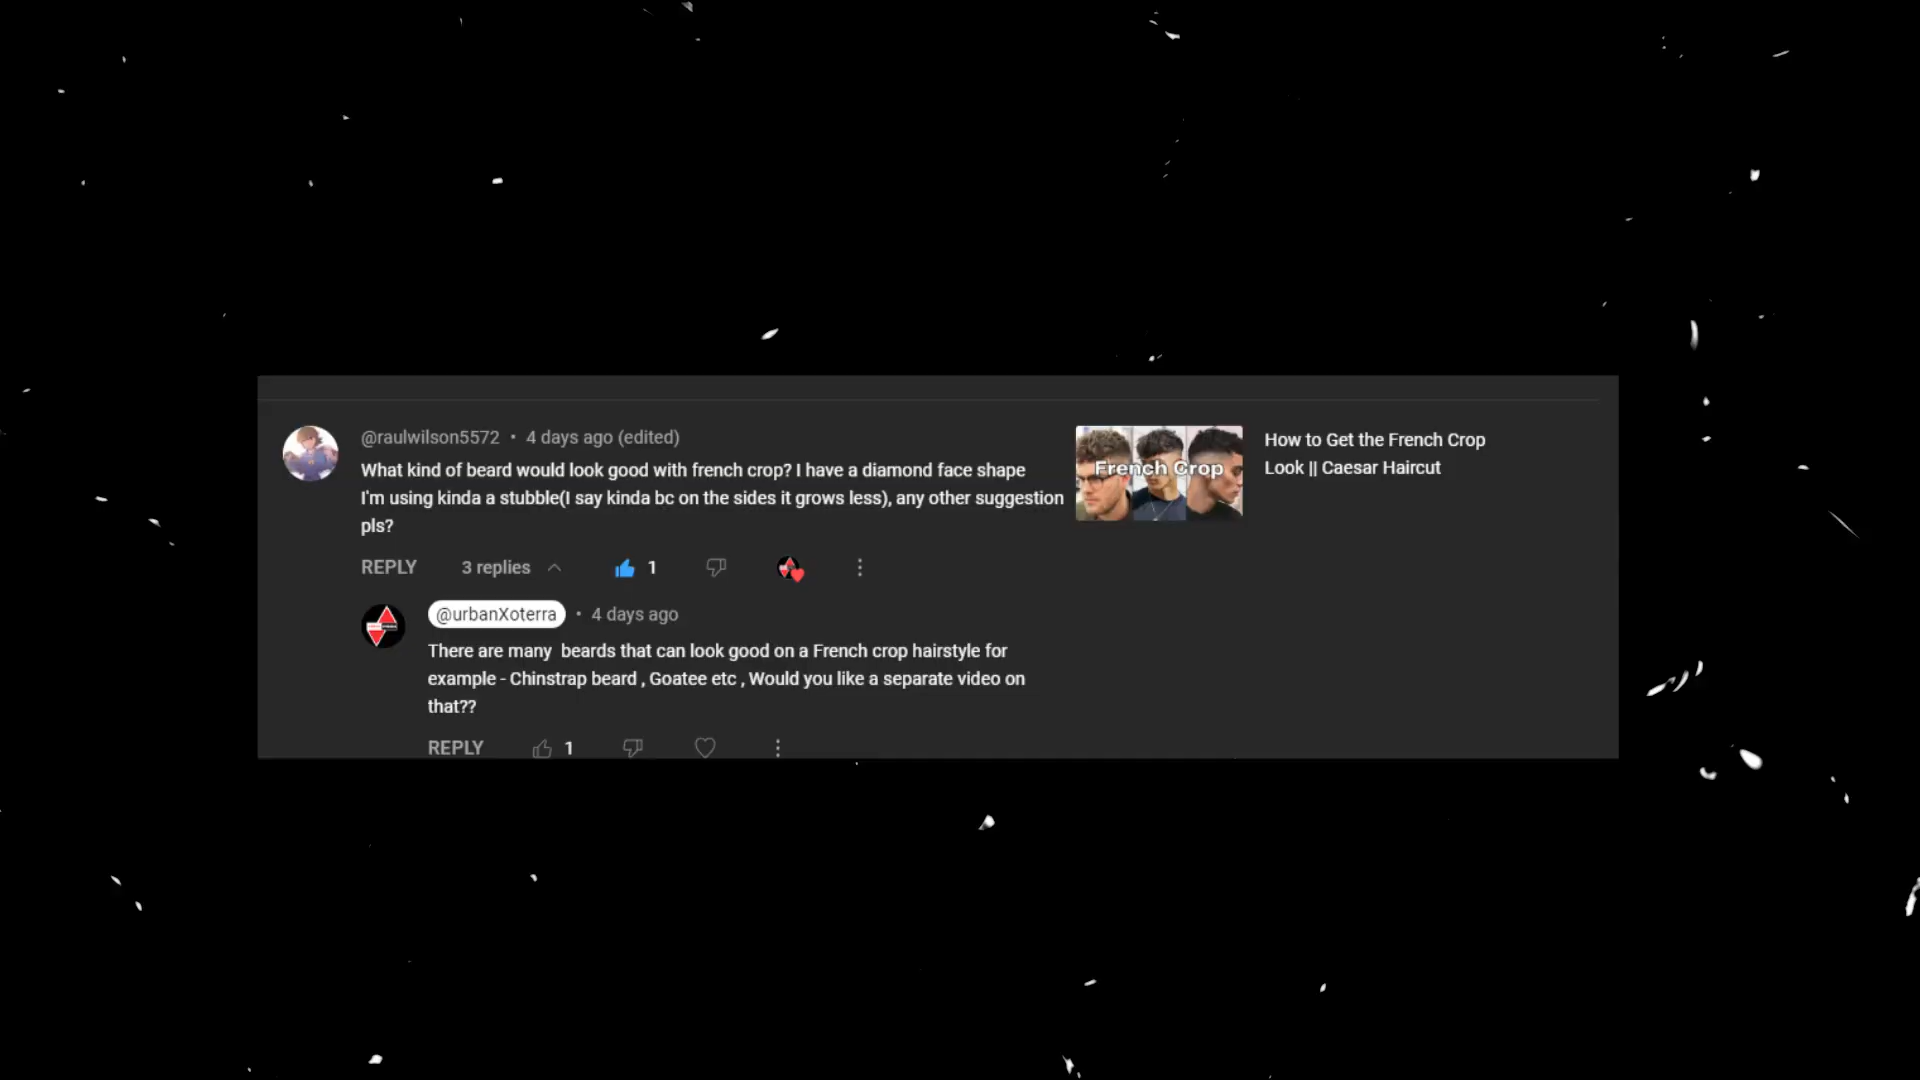 @raulwilson5572 • 4 days ago (edited)
What kind of beard would look good with french crop? I have a diamond face shape
I'm using kinda a stubble(I say kinda bc on the sides it grows less), any other suggestion
pls?
REPLY 3 replies 1
French Crop
How to Get the French Crop
Look || Caesar Haircut
@urbanXoterra • 4 days ago
There are many  beards that can look good on a French crop hairstyle for
example - Chinstrap beard , Goatee etc , Would you like a separate video on
that??
REPLY 1